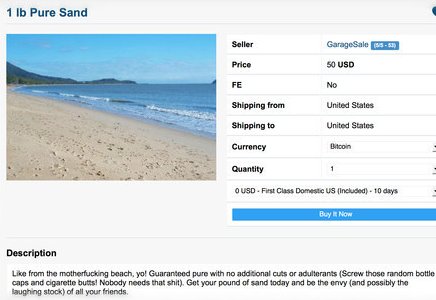 1 lb Pure Sand
Seller GarageSale (5/5 - 53)
Price 50 USD
FE No
Shipping from United States
Shipping to United States
Currency Bitcoin
Quantity 1
0 USD - First Class Domestic US (Included) - 10 days
Buy It Now
Description
Like from the motherfucking beach, yo! Guaranteed pure with no additional cuts or adulterants (Screw those random bottle
caps and cigarette butts! Nobody needs that shit). Get your pound of sand today and be the envy (and possibly the
laughing stock) of all your friends.